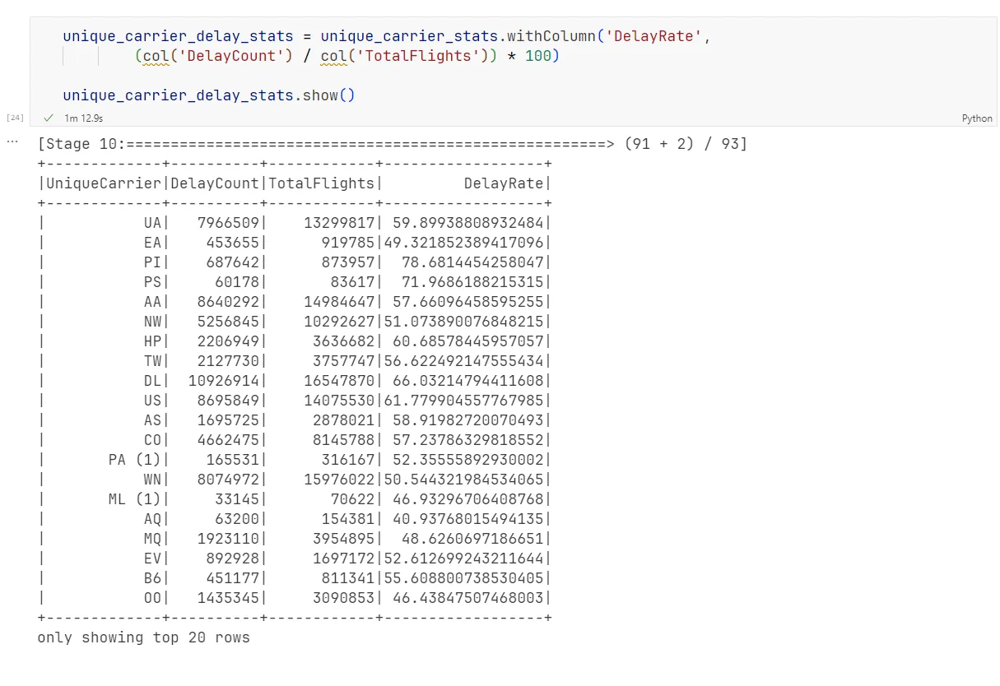 unique_carrier_delay_stats = unique_carrier_stats.withColumn('DelayRate',
        (col('DelayCount') / col('TotalFlights')) * 100)
unique_carrier_delay_stats.show()
[24] ✓ 1m 12.9s Python
... [Stage 10:======================================================> (91 + 2) / 93]
+-------------+----------+------------+------------------+
|UniqueCarrier|DelayCount|TotalFlights|         DelayRate|
+-------------+----------+------------+------------------+
|           UA|   7966509|    13299817| 59.89938808932484|
|           EA|    453655|      919785|49.321852389417096|
|           PI|    687642|      873957|  78.6814454258047|
|           PS|     60178|       83617|  71.9686188215315|
|           AA|   8640292|    14984647| 57.66096458595255|
|           NW|   5256845|    10292627|51.073890076848215|
|           HP|   2206949|     3636682| 60.68578445957057|
|           TW|   2127730|     3757747|56.622492147555434|
|           DL|  10926914|    16547870| 66.03214794411608|
|           US|   8695849|    14075530|61.779904557767985|
|           AS|   1695725|     2878021| 58.91982720070493|
|           CO|   4662475|     8145788| 57.23786329818552|
|       PA (1)|    165531|      316167| 52.35555892930002|
|           WN|   8074972|    15976022|50.544321984534065|
|       ML (1)|     33145|       70622| 46.93296706408768|
|           AQ|     63200|      154381| 40.93768015494135|
|           MQ|   1923110|     3954895|  48.6260697186651|
|           EV|    892928|     1697172|52.612699243211644|
|           B6|    451177|      811341|55.608800738530405|
|           OO|   1435345|     3090853| 46.43847507468003|
+-------------+----------+------------+------------------+
only showing top 20 rows